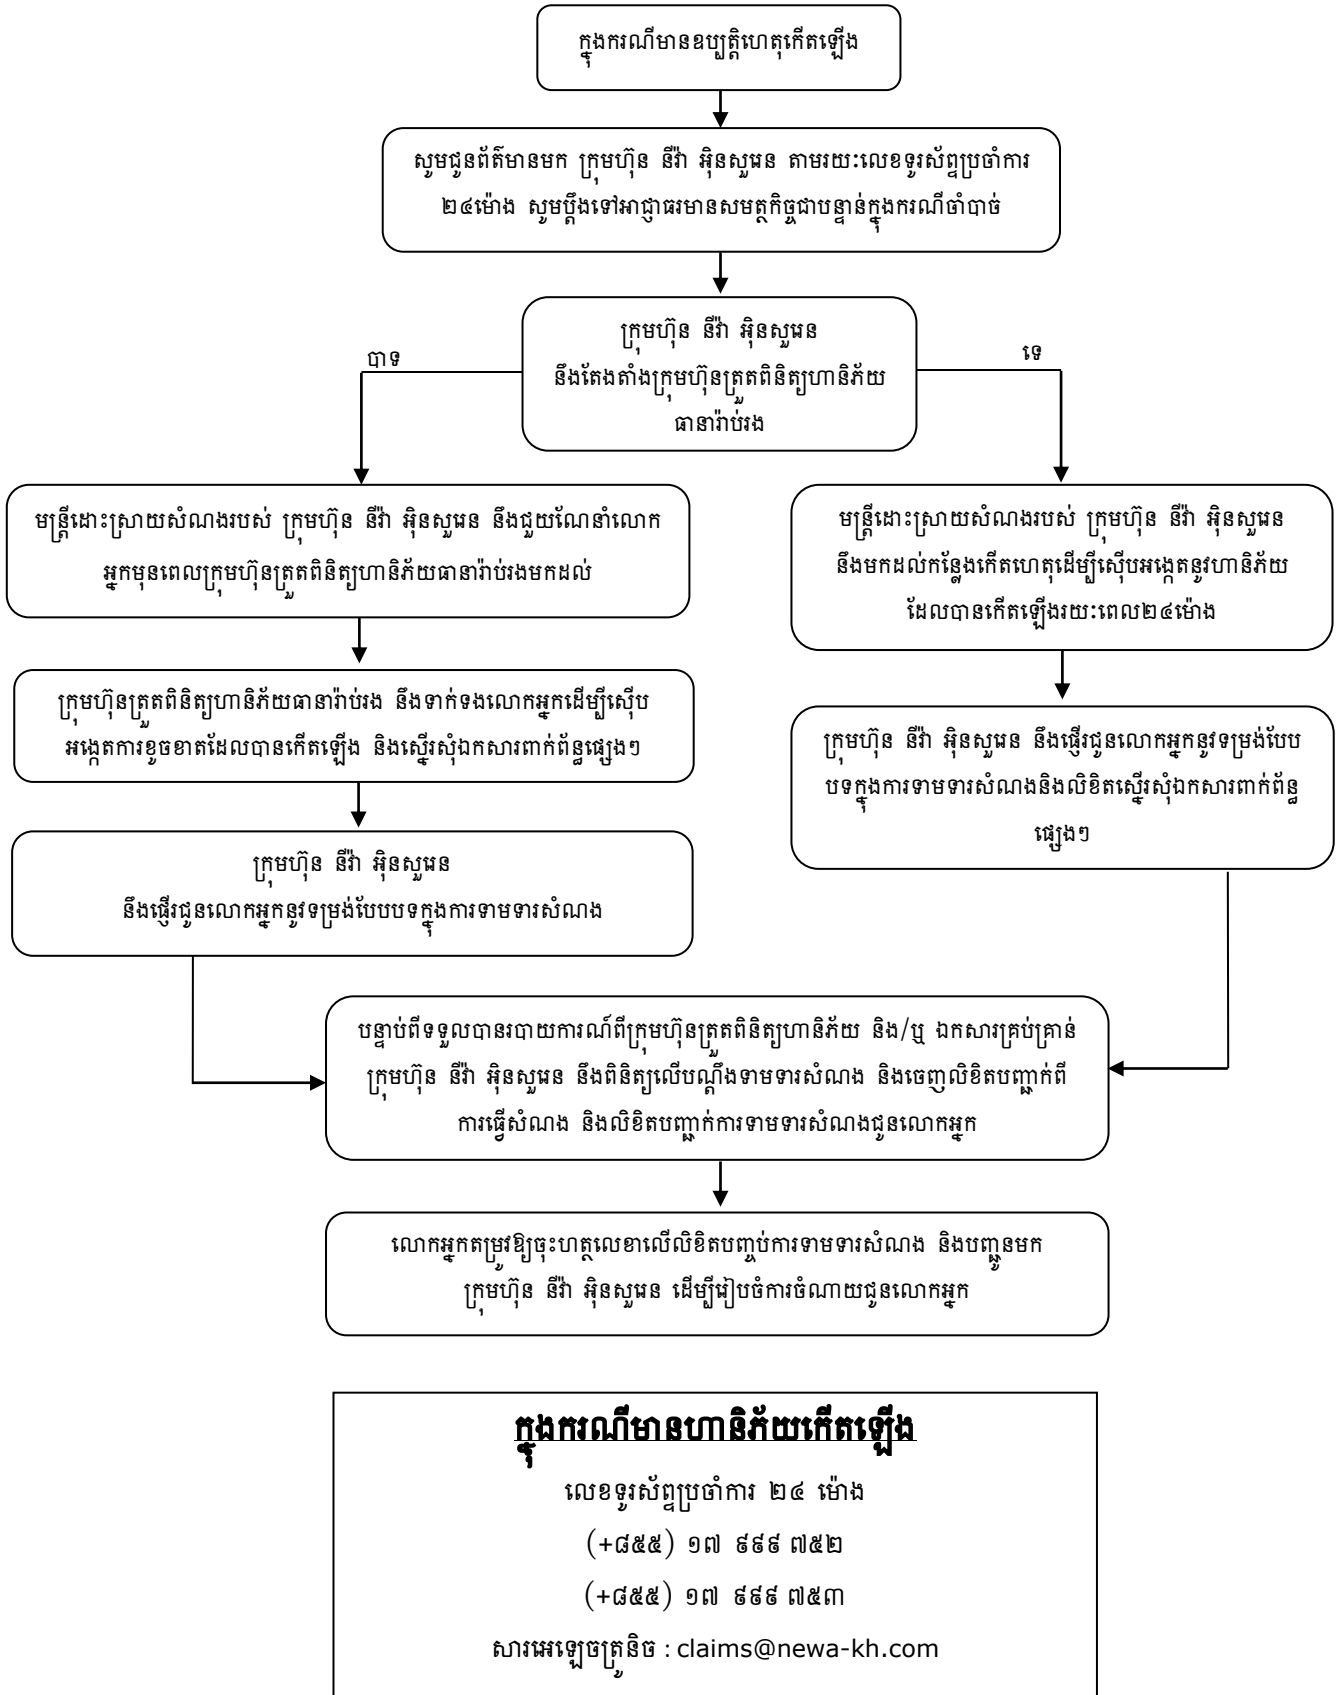 ក្នុងករណីមានឧប្បត្តិហេតុកើតឡើង
សូមជូនព័ត៌មានមក ក្រុមហ៊ុន នីវ៉ា អ៊ិនសួរេន តាមរយៈលេខទូរស័ព្ទប្រចាំការ
២៤ម៉ោង សូមប្តឹងទៅអាជ្ញាធរមានសមត្ថកិច្ចជាបន្ទាន់ក្នុងករណីចាំបាច់
ក្រុមហ៊ុន នីវ៉ា អ៊ិនសួរេន
នឹងតែងតាំងក្រុមហ៊ុនត្រួតពិនិត្យហានិភ័យ
ធានារ៉ាប់រង
បាទ
ទេ
មន្ត្រីដោះស្រាយសំណងរបស់ ក្រុមហ៊ុន នីវ៉ា អ៊ិនសួរេន នឹងជួយណែនាំលោក
អ្នកមុនពេលក្រុមហ៊ុនត្រួតពិនិត្យហានិភ័យធានារ៉ាប់រងមកដល់
មន្ត្រីដោះស្រាយសំណងរបស់ ក្រុមហ៊ុន នីវ៉ា អ៊ិនសួរេន
នឹងមកដល់កន្លែងកើតហេតុដើម្បីស៊ើបអង្កេតនូវហានិភ័យ
ដែលបានកើតឡើងរយៈពេល២៤ម៉ោង
ក្រុមហ៊ុនត្រួតពិនិត្យហានិភ័យធានារ៉ាប់រង នឹងទាក់ទងលោកអ្នកដើម្បីស៊ើប
អង្កេតការខូចខាតដែលបានកើតឡើង និងស្នើរសុំឯកសារពាក់ព័ន្ធផ្សេងៗ
ក្រុមហ៊ុន នីវ៉ា អ៊ិនសួរេន នឹងផ្ញើរជូនលោកអ្នកនូវទម្រង់បែប
បទក្នុងការទាមទារសំណងនិងលិខិតស្នើរសុំឯកសារពាក់ព័ន្ធ
ផ្សេងៗ
ក្រុមហ៊ុន នីវ៉ា អ៊ិនសួរេន
នឹងផ្ញើរជូនលោកអ្នកនូវទម្រង់បែបបទក្នុងការទាមទារសំណង
បន្ទាប់ពីទទួលបានរបាយការណ៍ពីក្រុមហ៊ុនត្រួតពិនិត្យហានិភ័យ និង/ឬ ឯកសារគ្រប់គ្រាន់
ក្រុមហ៊ុន នីវ៉ា អ៊ិនសួរេន នឹងពិនិត្យលើបណ្តឹងទាមទារសំណង និងចេញលិខិតបញ្ជាក់ពី
ការធ្វើសំណង និងលិខិតបញ្ជាក់ការទាមទារសំណងជូនលោកអ្នក
លោកអ្នកតម្រូវឱ្យចុះហត្ថលេខាលើលិខិតបញ្ចប់ការទាមទារសំណង និងបញ្ជូនមក
ក្រុមហ៊ុន នីវ៉ា អ៊ិនសួរេន ដើម្បីរៀបចំការចំណាយជូនលោកអ្នក
ក្នុងករណីមានហានិភ័យកើតឡើង
លេខទូរស័ព្ទប្រចាំការ ២៤ ម៉ោង
(+៨៥៥) ១៧ ៩៩៩ ៧៥២
(+៨៥៥) ១៧ ៩៩៩ ៧៥៣
សារអេឡេចត្រូនិច : claims@newa-kh.com